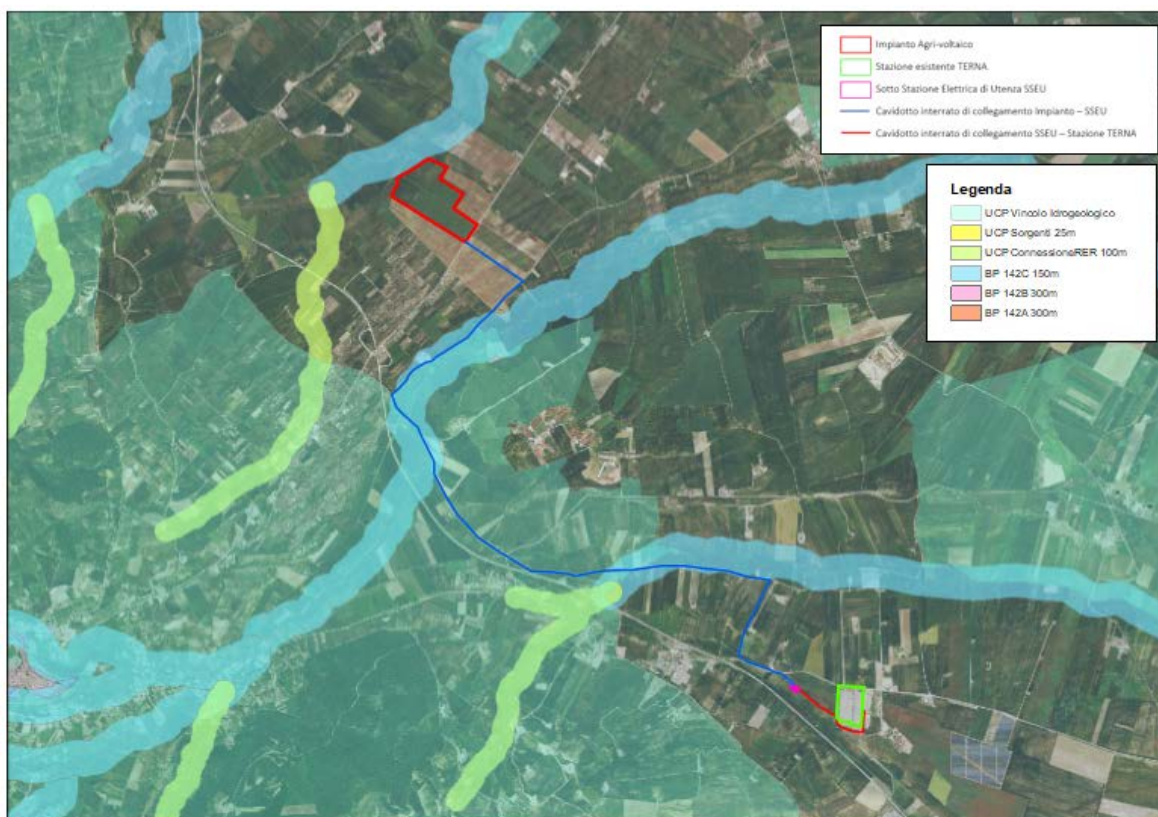 Impianto Agri-voltaico
Stazione esistente TERNA
Sotto Stazione Elettrica di Utenza SSEU
Cavidotto interrato di collegamento Impianto – SSEU
Cavidotto interrato di collegamento SSEU – Stazione TERNA
Legenda
UCP Vincolo Idrogeologico
UCP Sorgenti 25m
UCP ConnessioneRER 100m
BP 142C 150m
BP 142B 300m
BP 142A 300m